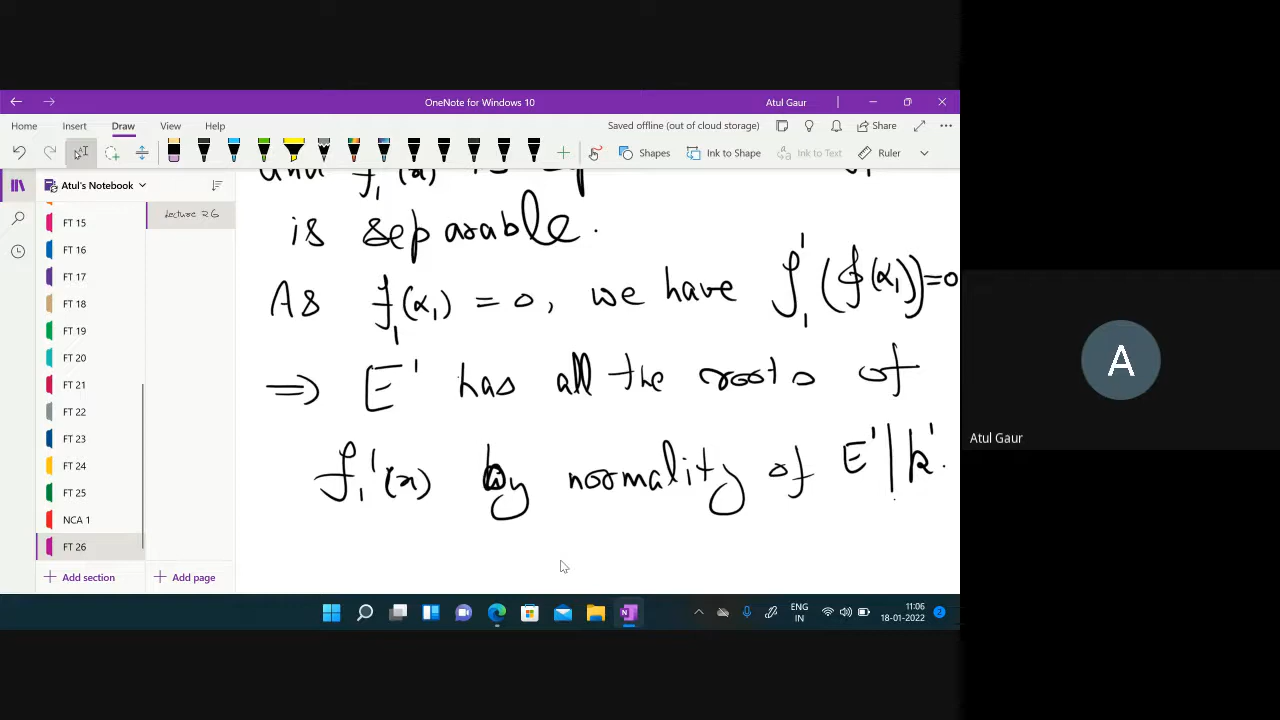 OneNote for Windows 10
Atul Gaur
Home
Insert
Draw
View
Help
Saved offline (out of cloud storage)
Share
Shapes
Ink to Shape
Ink to Text
Ruler
Atul's Notebook
FT 15
FT 16
FT 17
FT 18
FT 19
FT 20
FT 21
FT 22
FT 23
FT 24
FT 25
NCA 1
FT 26
Add section
Lecture 26
Add page
is separable.
As f₁(α₁) = 0, we have f₁'(f(α₁)) = 0
⇒ E' has all the roots of
f₁'(x) by normality of E'|k'.
A
Atul Gaur
ENG
IN
11:06
18-01-2022
2